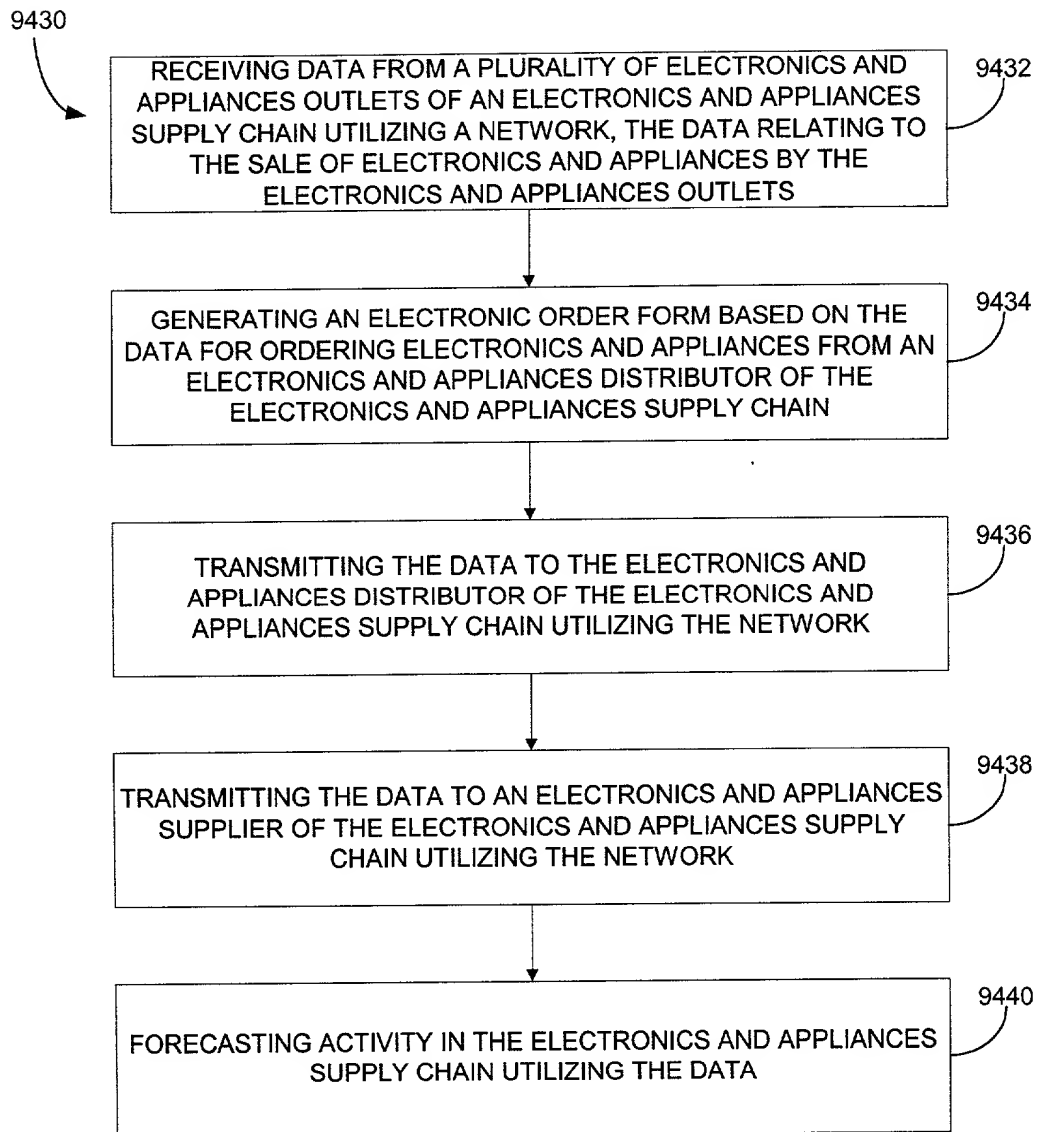 9430
RECEIVING DATA FROM A PLURALITY OF ELECTRONICS AND
APPLIANCES OUTLETS OF AN ELECTRONICS AND APPLIANCES
SUPPLY CHAIN UTILIZING A NETWORK, THE DATA RELATING TO
THE SALE OF ELECTRONICS AND APPLIANCES BY THE
ELECTRONICS AND APPLIANCES OUTLETS
9432
GENERATING AN ELECTRONIC ORDER FORM BASED ON THE
DATA FOR ORDERING ELECTRONICS AND APPLIANCES FROM AN
ELECTRONICS AND APPLIANCES DISTRIBUTOR OF THE
ELECTRONICS AND APPLIANCES SUPPLY CHAIN
9434
TRANSMITTING THE DATA TO THE ELECTRONICS AND
APPLIANCES DISTRIBUTOR OF THE ELECTRONICS AND
APPLIANCES SUPPLY CHAIN UTILIZING THE NETWORK
9436
TRANSMITTING THE DATA TO AN ELECTRONICS AND APPLIANCES
SUPPLIER OF THE ELECTRONICS AND APPLIANCES SUPPLY
CHAIN UTILIZING THE NETWORK
9438
FORECASTING ACTIVITY IN THE ELECTRONICS AND APPLIANCES
SUPPLY CHAIN UTILIZING THE DATA
9440